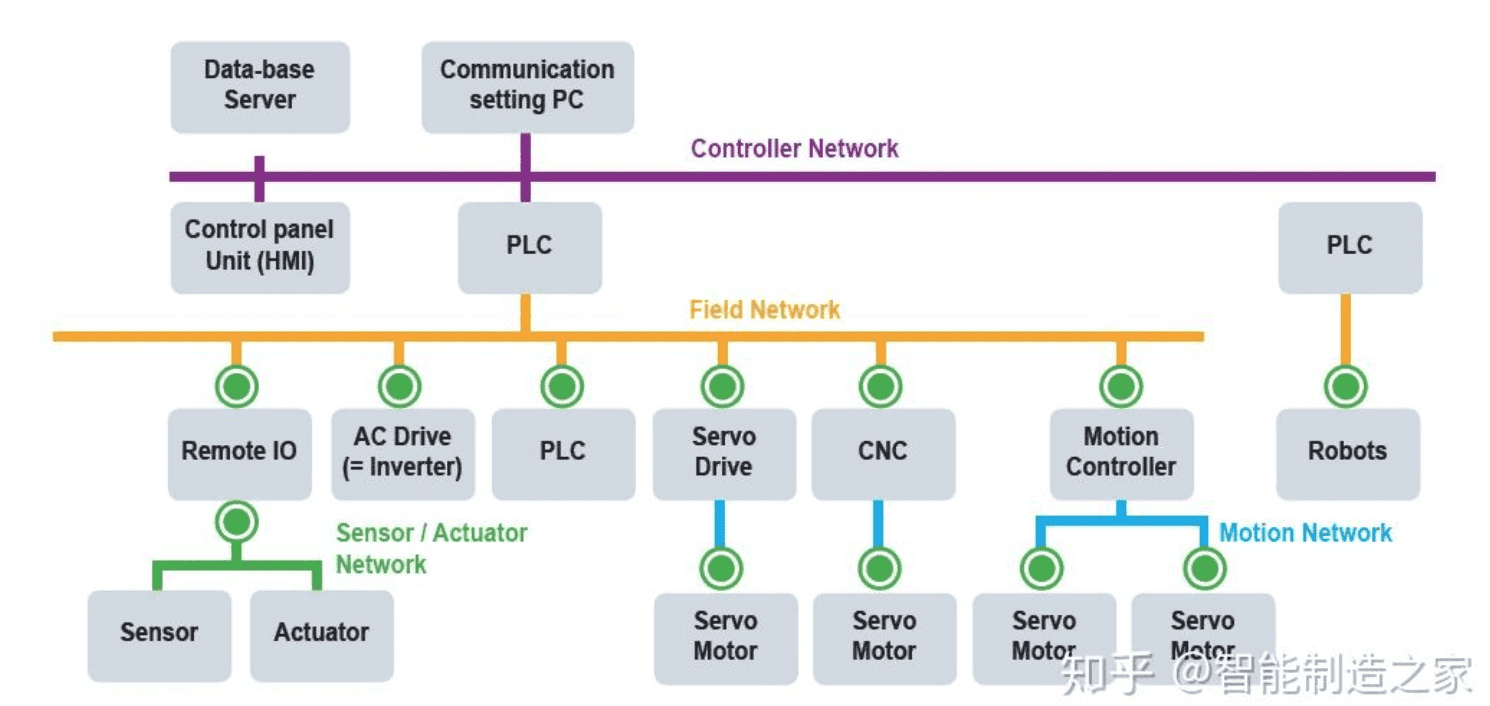 Data-base
Server
Communication
setting PC
Controller Network
Control panel
Unit (HMI)
PLC
PLC
Field Network
Remote IO
AC Drive
(= Inverter)
PLC
Servo
Drive
CNC
Motion
Controller
Robots
Sensor / Actuator
Network
Motion Network
Sensor
Actuator
Servo
Motor
Servo
Motor
Servo
Motor
Servo
Motor
知乎 @智能制造之家